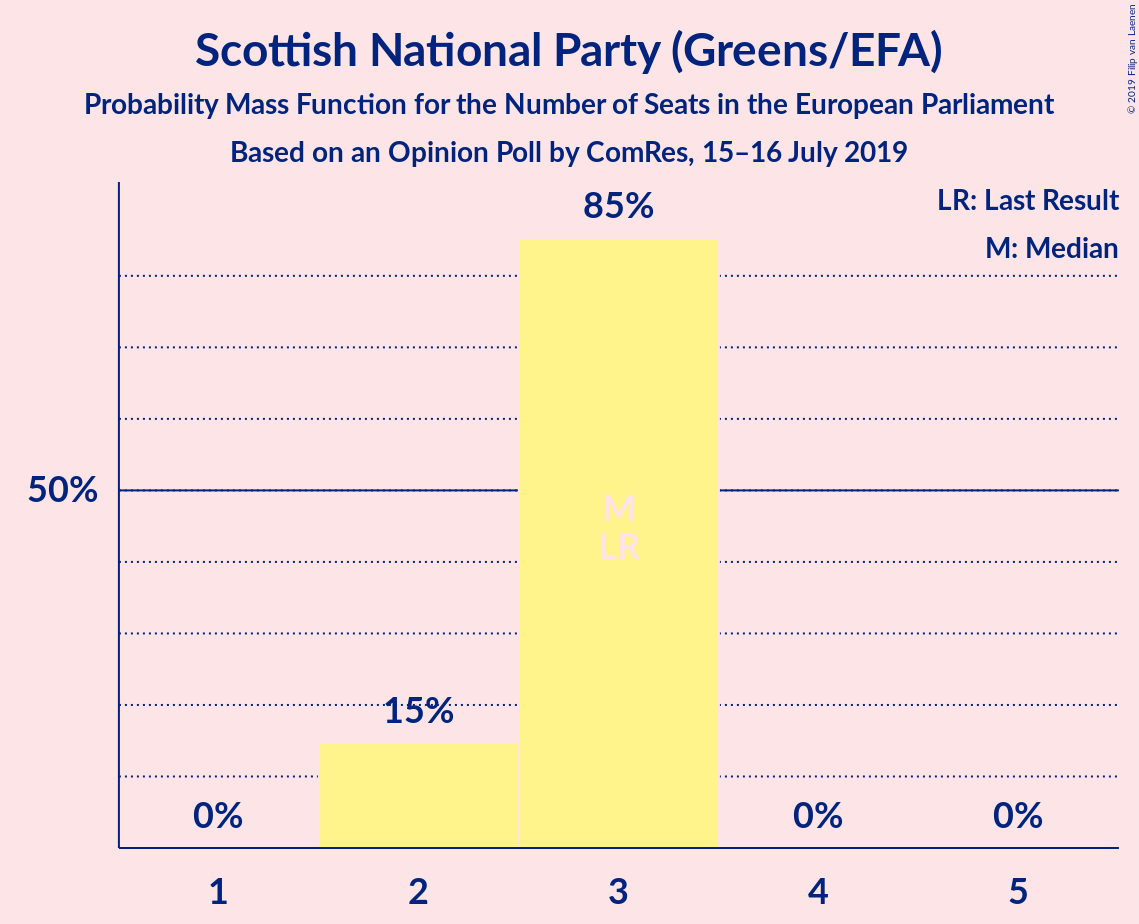 Scottish National Party (Greens/EFA)
Probability Mass Function for the Number of Seats in the European Parliament
Based on an Opinion Poll by ComRes, 15–16 July 2019
© 2019 Filip van Laenen
LR: Last Result
M: Median
85%
50%
M
LR
15%
0%
0%
0%
1
2
3
4
5